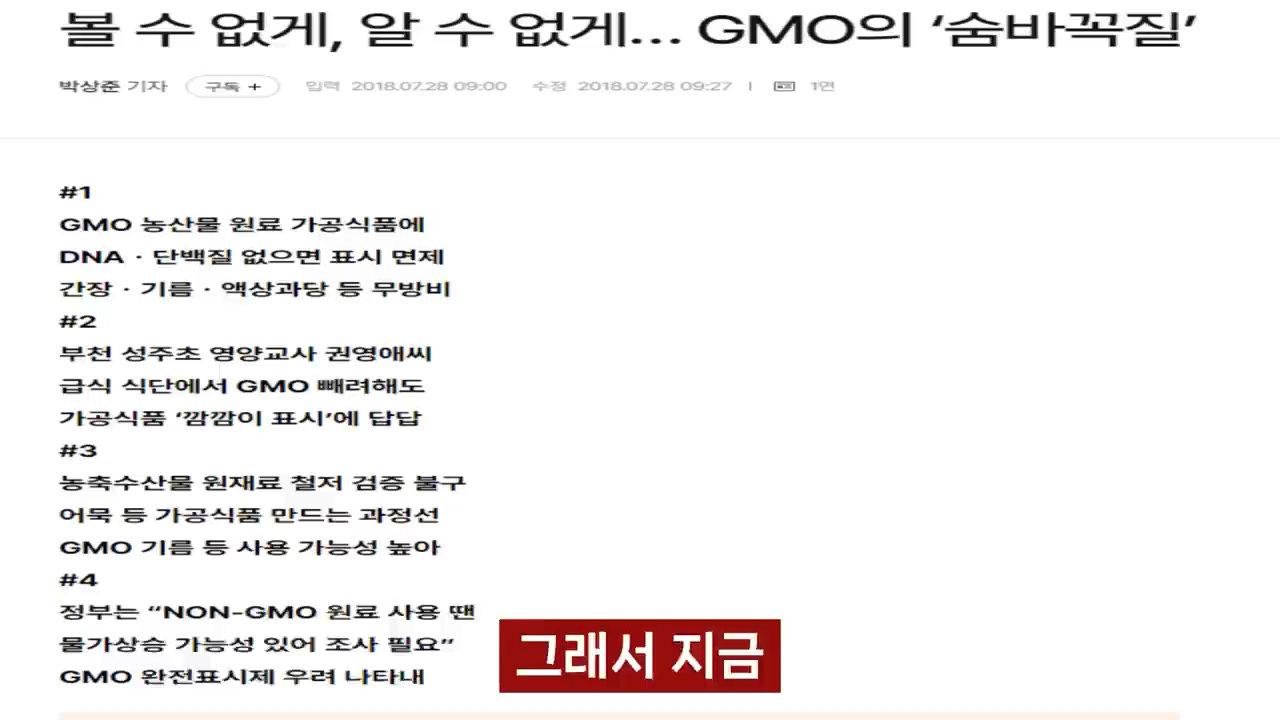 볼 수 없게, 알 수 없게... GMO의 ‘숨바꼭질’
박상준 기자 구독 + 입력 2018.07.28 09:00 수정 2018.07.28 09:27 | 1면
#1
GMO 농산물 원료 가공식품에
DNA · 단백질 없으면 표시 면제
간장 · 기름 · 액상과당 등 무방비
#2
부천 성주초 영양교사 권영애씨
급식 식단에서 GMO 빼려해도
가공식품 ‘깜깜이 표시’에 답답
#3
농축수산물 원재료 철저 검증 불구
어묵 등 가공식품 만드는 과정선
GMO 기름 등 사용 가능성 높아
#4
정부는 “NON-GMO 원료 사용 땐
물가상승 가능성 있어 조사 필요”
GMO 완전표시제 우려 나타내
그래서 지금